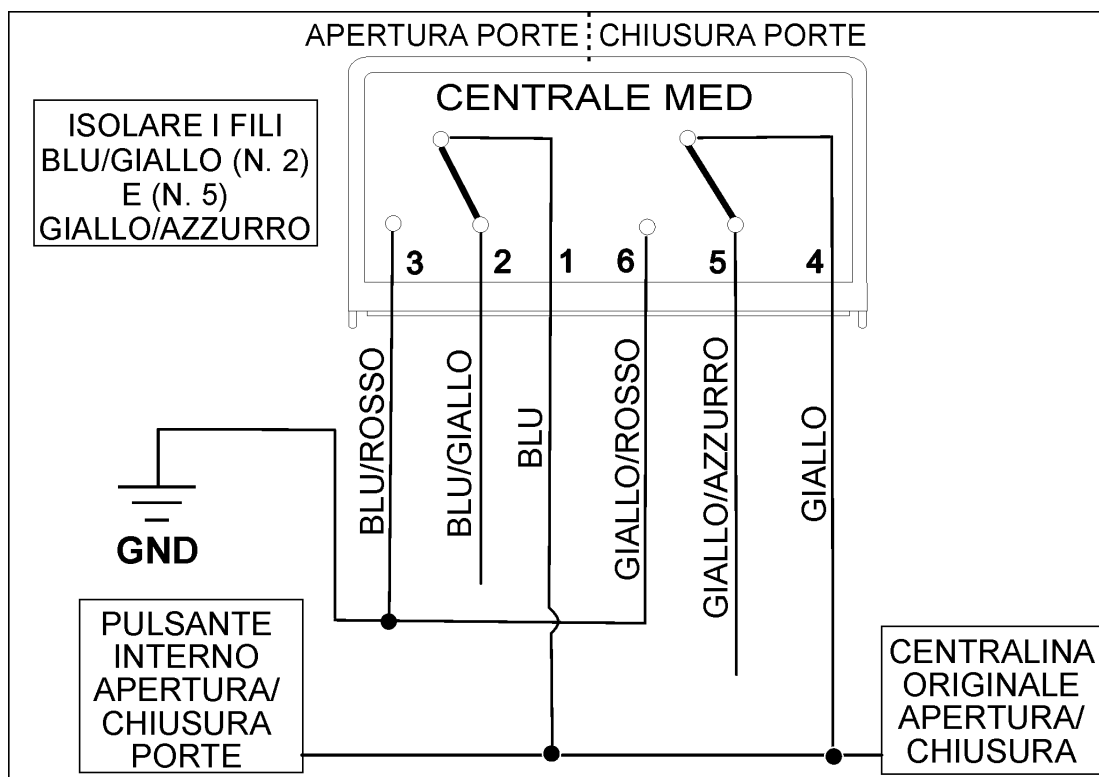 APERTURA PORTE CHIUSURA PORTE
CENTRALE MED
ISOLARE I FILI
BLU/GIALLO (N. 2)
E (N. 5)
GIALLO/AZZURRO
3 2 1 6 5 4
BLU/ROSSO
BLU/GIALLO
BLU
GIALLO/ROSSO
GIALLO/AZZURRO
GIALLO
GND
PULSANTE
INTERNO
APERTURA/
CHIUSURA
PORTE
CENTRALINA
ORIGINALE
APERTURA/
CHIUSURA